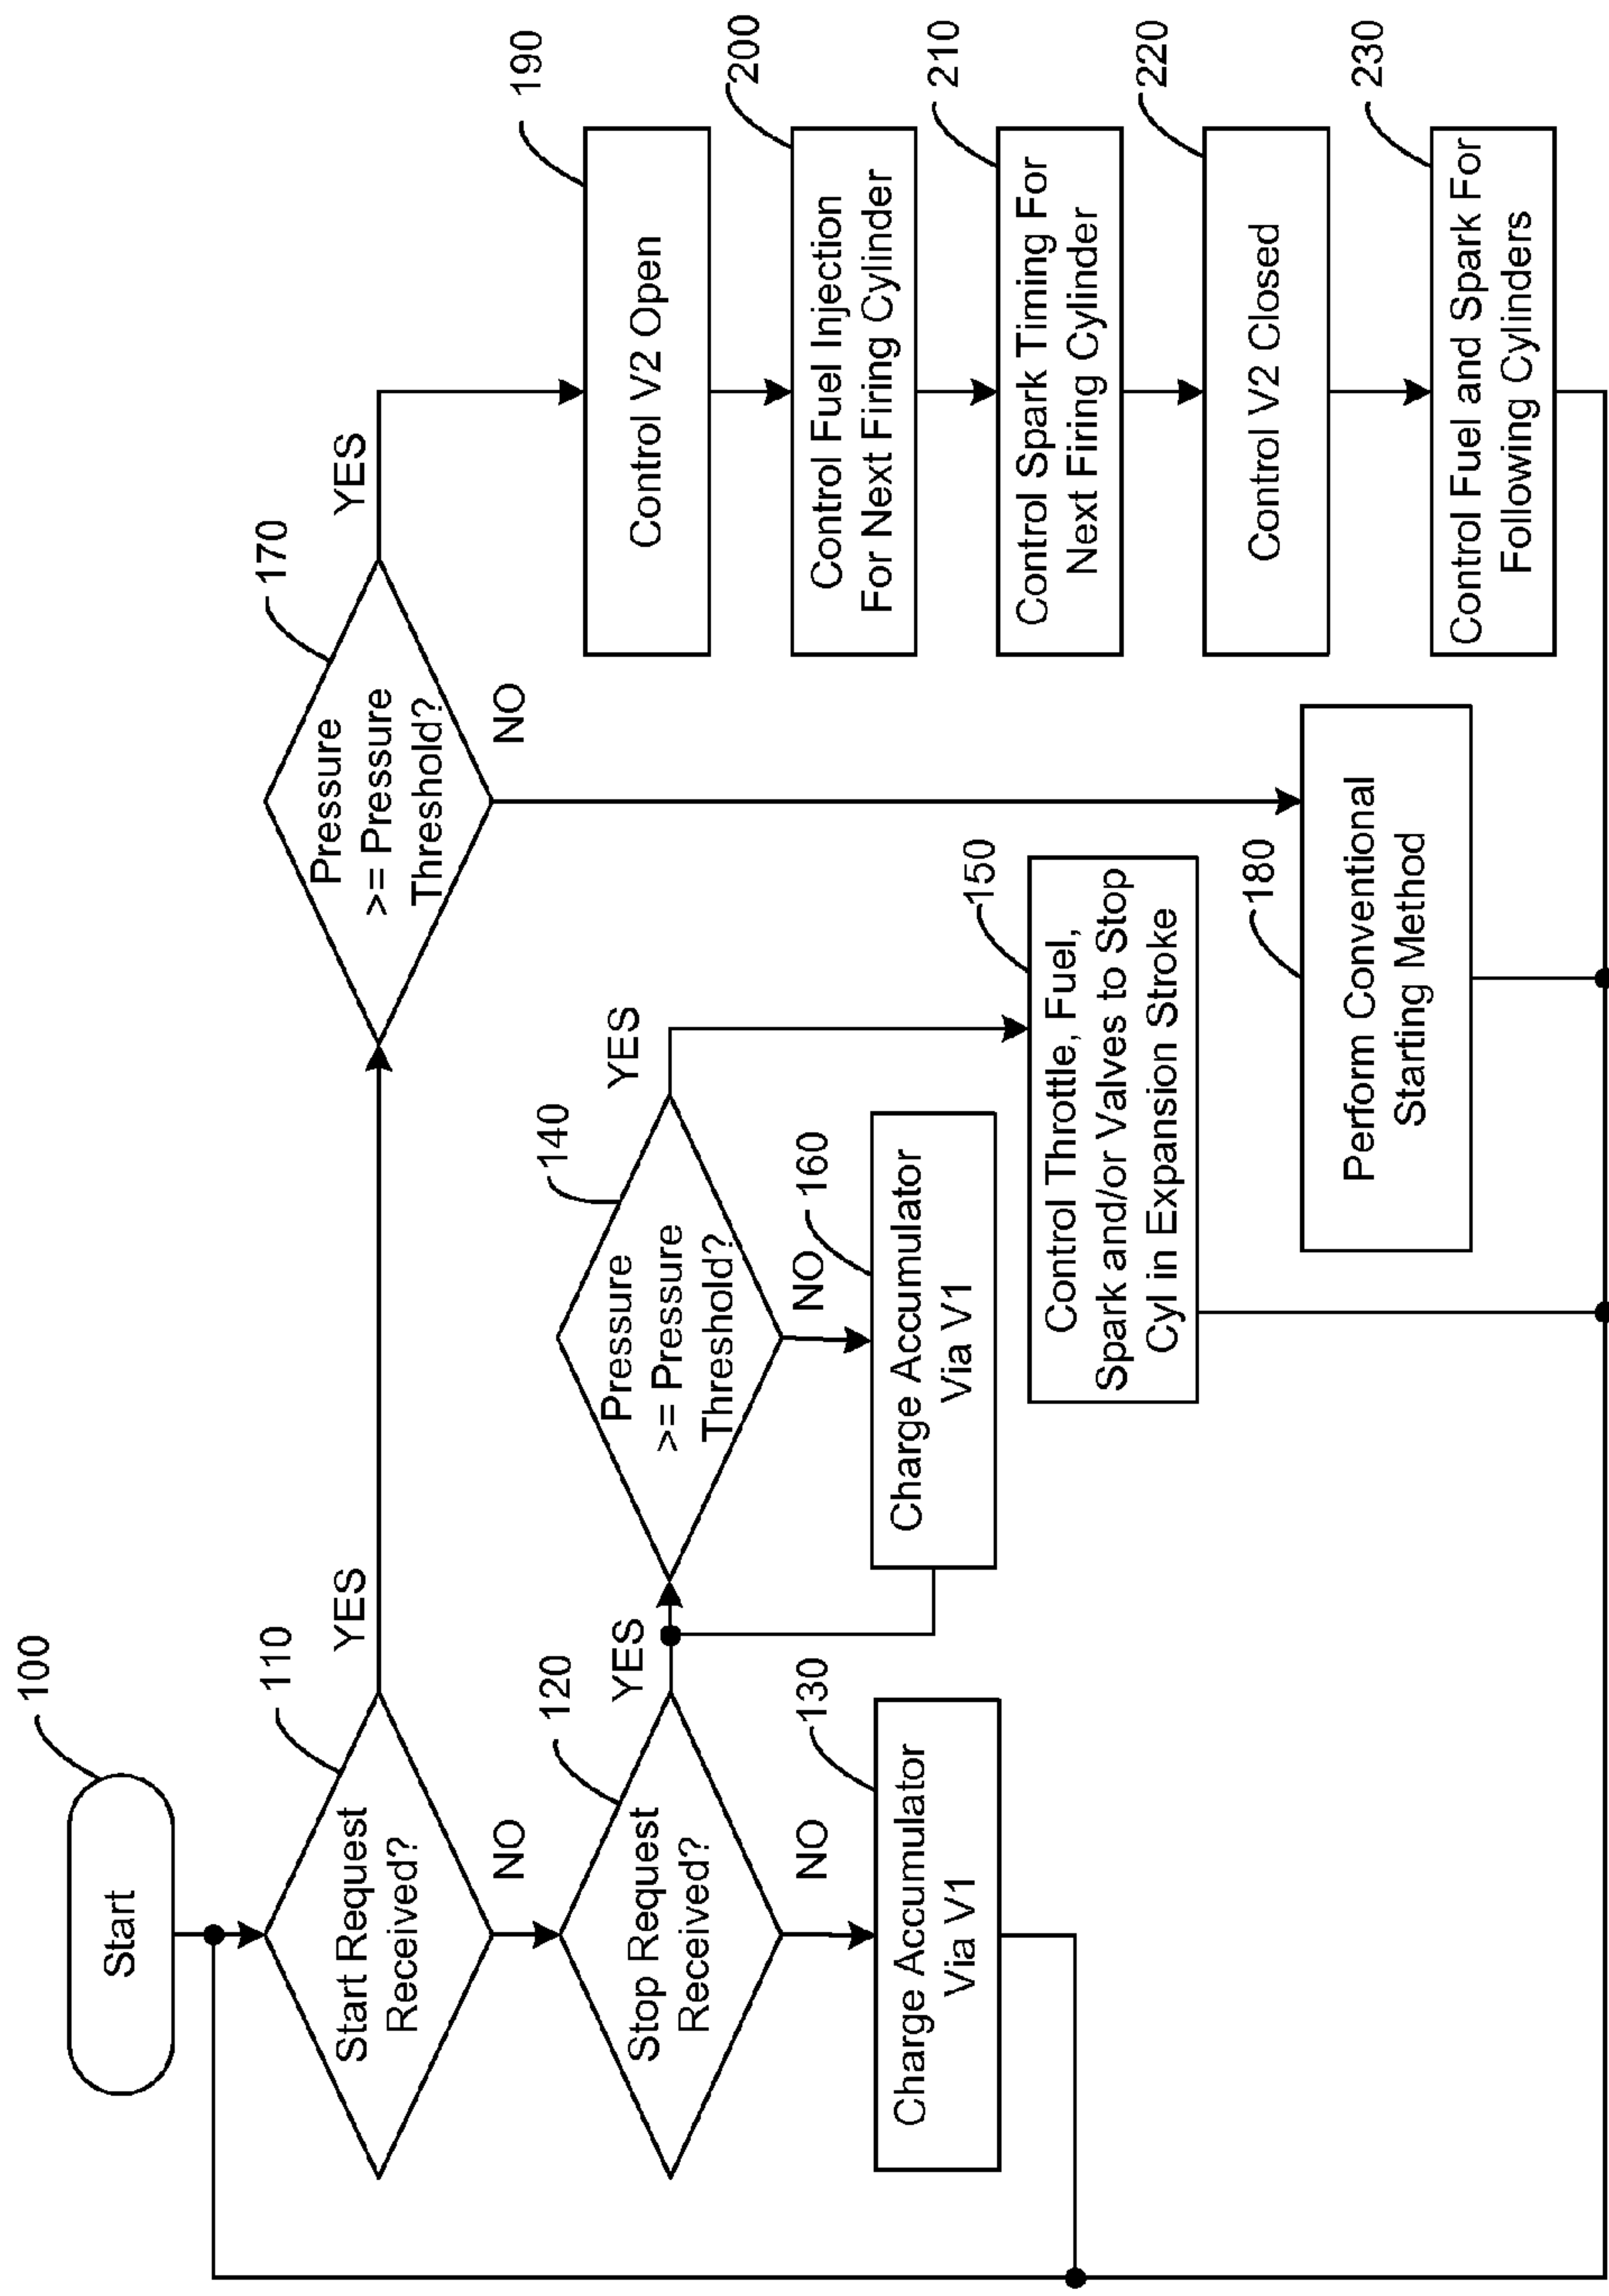 100
Start
110
Start Request
Received?
YES
NO
120
Stop Request
Received?
YES
NO
130
Charge Accumulator
Via V1
140
Pressure
>= Pressure
Threshold?
YES
NO
160
Charge Accumulator
Via V1
150
Control Throttle, Fuel,
Spark and/or Valves to Stop
Cyl in Expansion Stroke
170
Pressure
>= Pressure
Threshold?
YES
NO
180
Perform Conventional
Starting Method
190
Control V2 Open
200
Control Fuel Injection
For Next Firing Cylinder
210
Control Spark Timing For
Next Firing Cylinder
220
Control V2 Closed
230
Control Fuel and Spark For
Following Cylinders